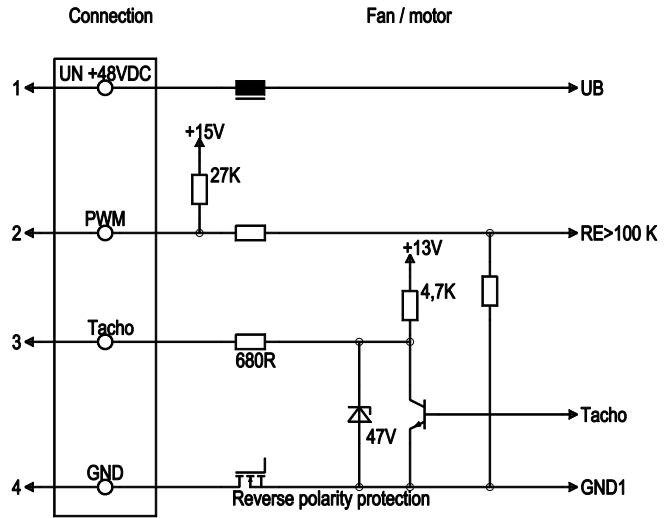 Connection Fan / motor
1 UN +48VDC UB
+15V
27K
2 PWM RE>100 K
+13V
4,7K
3 Tacho
680R
Tacho
47V
4 GND GND1
Reverse polarity protection